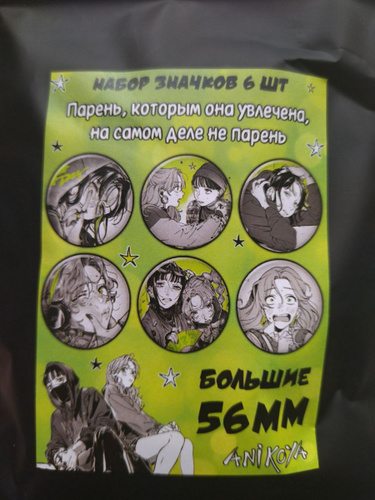 НАБОР ЗНАЧКОВ 6 ШТ
Парень, которым она увлечена,
на самом деле не парень
БОЛЬШИЕ
56ММ
ANIKOYA